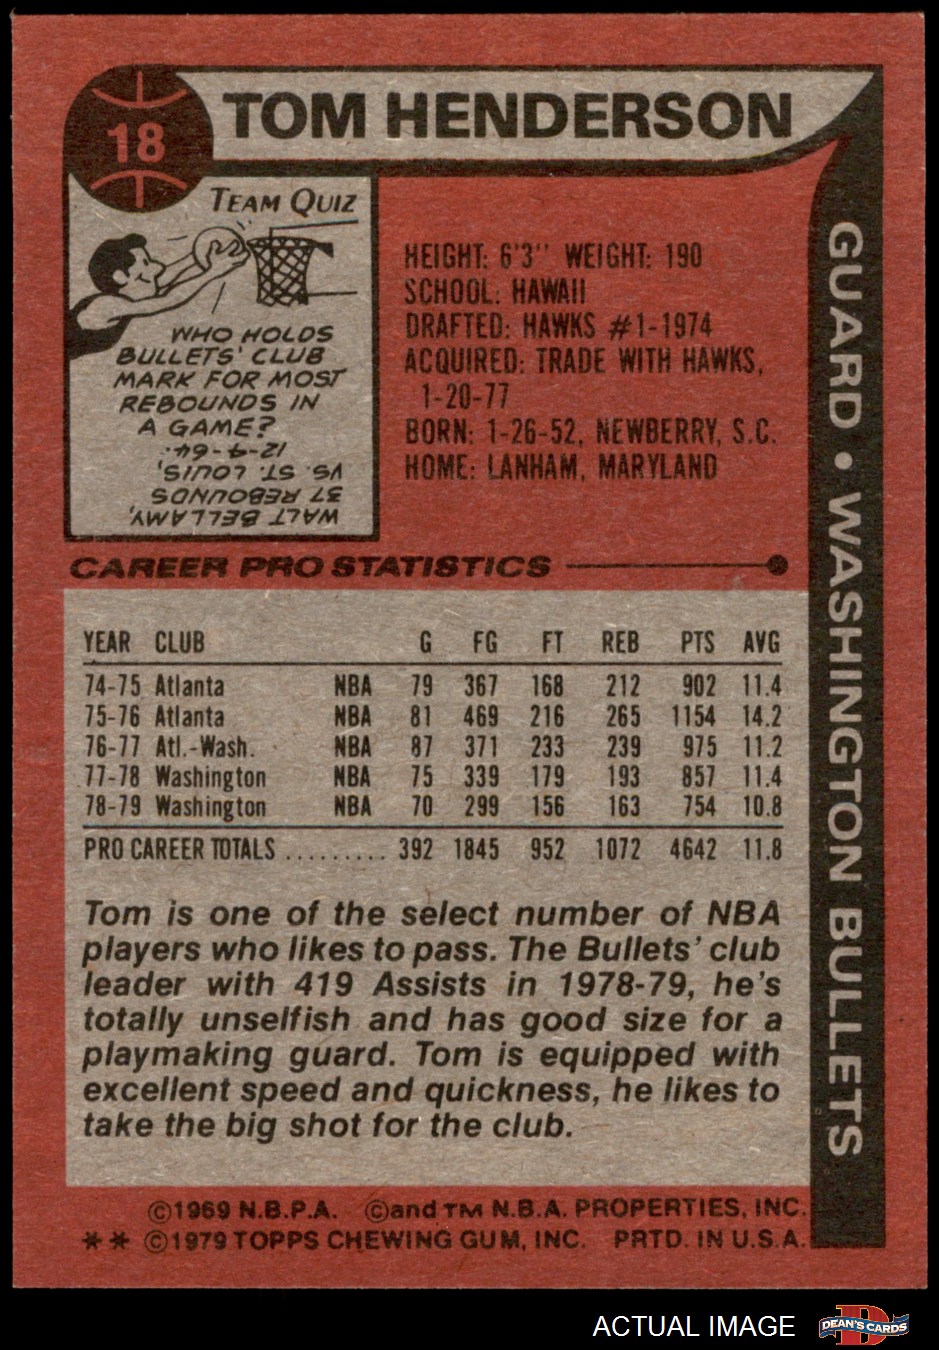 18
TOM HENDERSON
GUARD • WASHINGTON BULLETS
TEAM QUIZ
WHO HOLDS
BULLETS' CLUB
MARK FOR MOST
REBOUNDS IN
A GAME?
WALT BELLAMY,
37 REBOUNDS
VS. ST. LOUIS,
12-4-64.
HEIGHT: 6'3" WEIGHT: 190
SCHOOL: HAWAII
DRAFTED: HAWKS #1-1974
ACQUIRED: TRADE WITH HAWKS,
1-20-77
BORN: 1-26-52, NEWBERRY, S.C.
HOME: LANHAM, MARYLAND
CAREER PRO STATISTICS
YEAR CLUB G FG FT REB PTS AVG
74-75 Atlanta NBA 79 367 168 212 902 11.4
75-76 Atlanta NBA 81 469 216 265 1154 14.2
76-77 Atl.-Wash. NBA 87 371 233 239 975 11.2
77-78 Washington NBA 75 339 179 193 857 11.4
78-79 Washington NBA 70 299 156 163 754 10.8
PRO CAREER TOTALS ......... 392 1845 952 1072 4642 11.8
Tom is one of the select number of NBA
players who likes to pass. The Bullets' club
leader with 419 Assists in 1978-79, he's
totally unselfish and has good size for a
playmaking guard. Tom is equipped with
excellent speed and quickness, he likes to
take the big shot for the club.
©1969 N.B.P.A. ©and TM N.B.A. PROPERTIES, INC.
** ©1979 TOPPS CHEWING GUM, INC. PRTD. IN U.S.A.
ACTUAL IMAGE DEAN'S CARDS